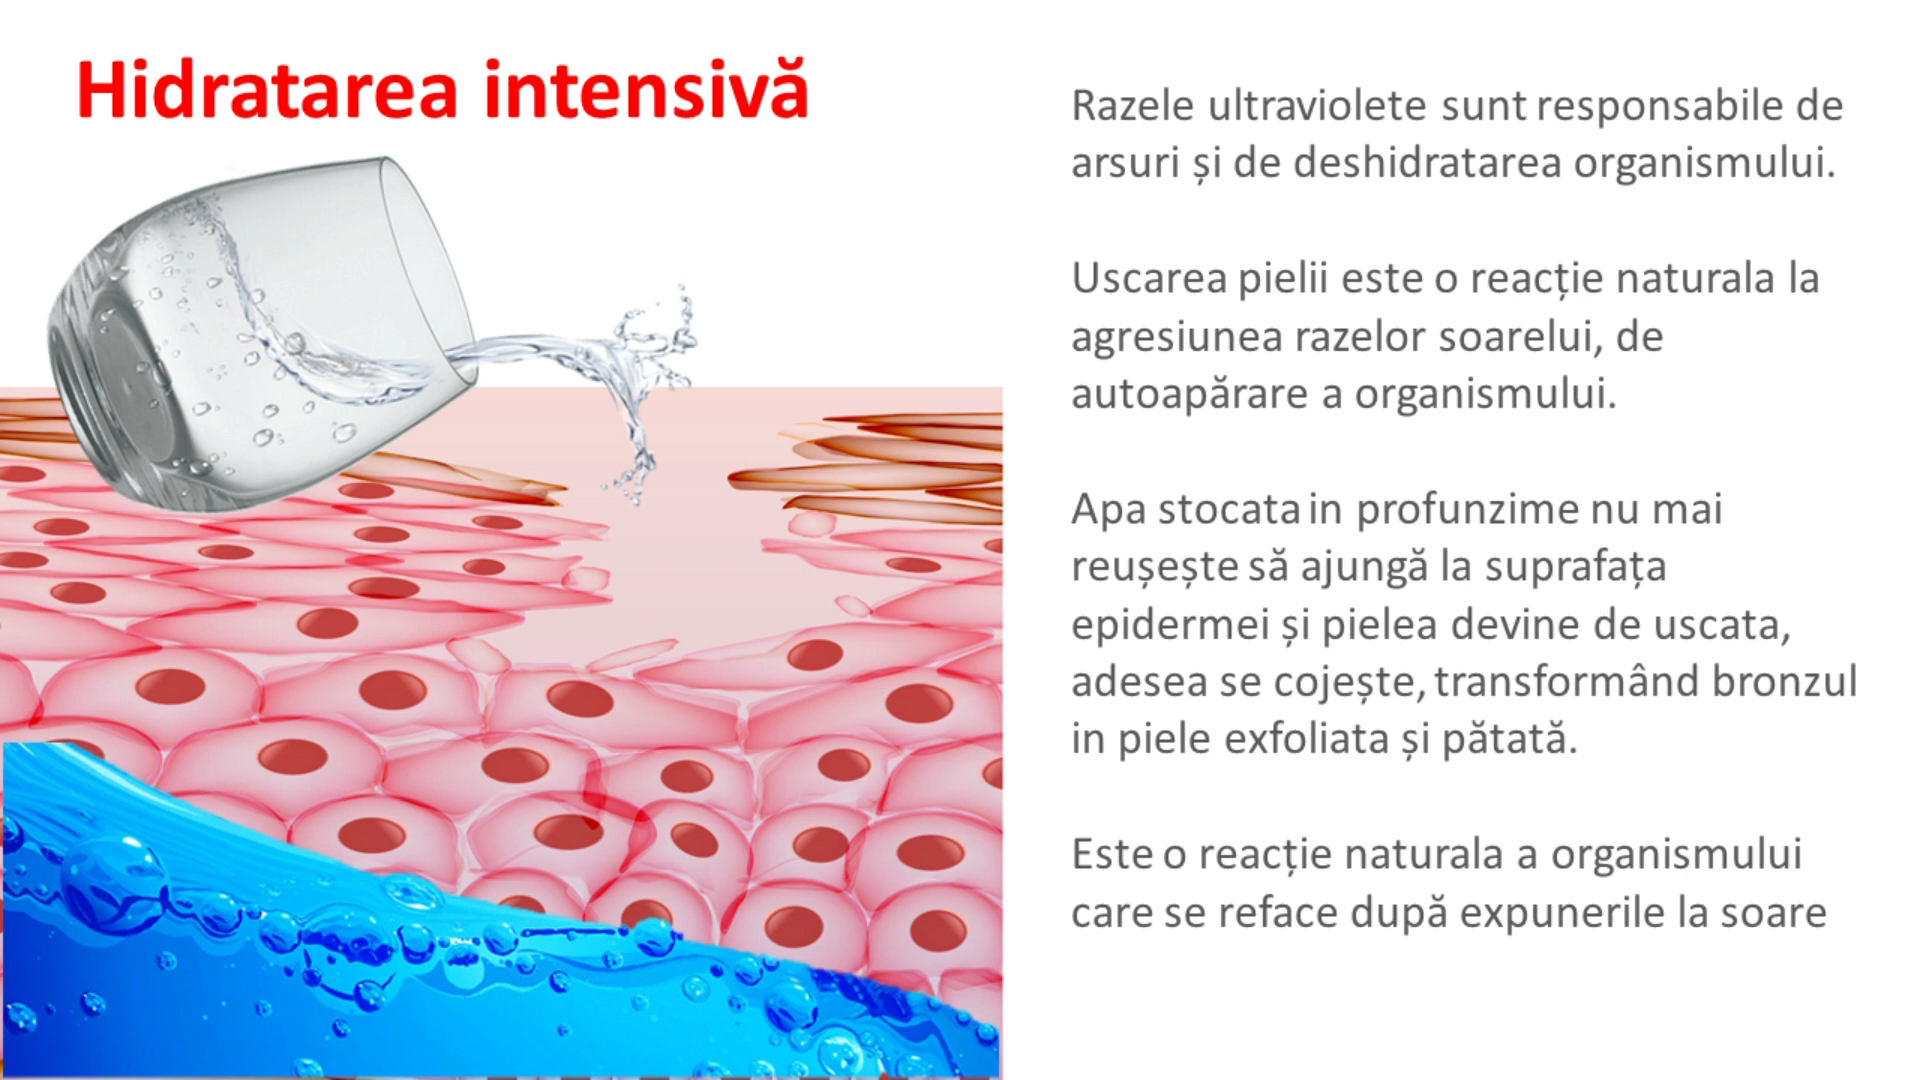 Hidratarea intensivă
Razele ultraviolete sunt responsabile de
arsuri și de deshidratarea organismului.
Uscarea pielii este o reacție naturala la
agresiunea razelor soarelui, de
autoapărare a organismului.
Apa stocata in profunzime nu mai
reușește să ajungă la suprafața
epidermei și pielea devine de uscata,
adesea se cojește, transformând bronzul
in piele exfoliata și pătată.
Este o reacție naturala a organismului
care se reface după expunerile la soare